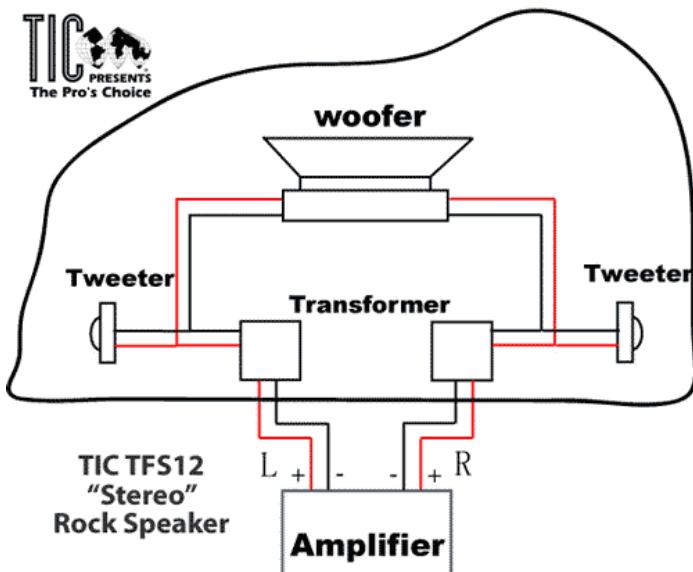 TIC
PRESENTS
The Pro's Choice
woofer
Tweeter
Tweeter
Transformer
L + - - + R
TIC TFS12
“Stereo”
Rock Speaker
Amplifier